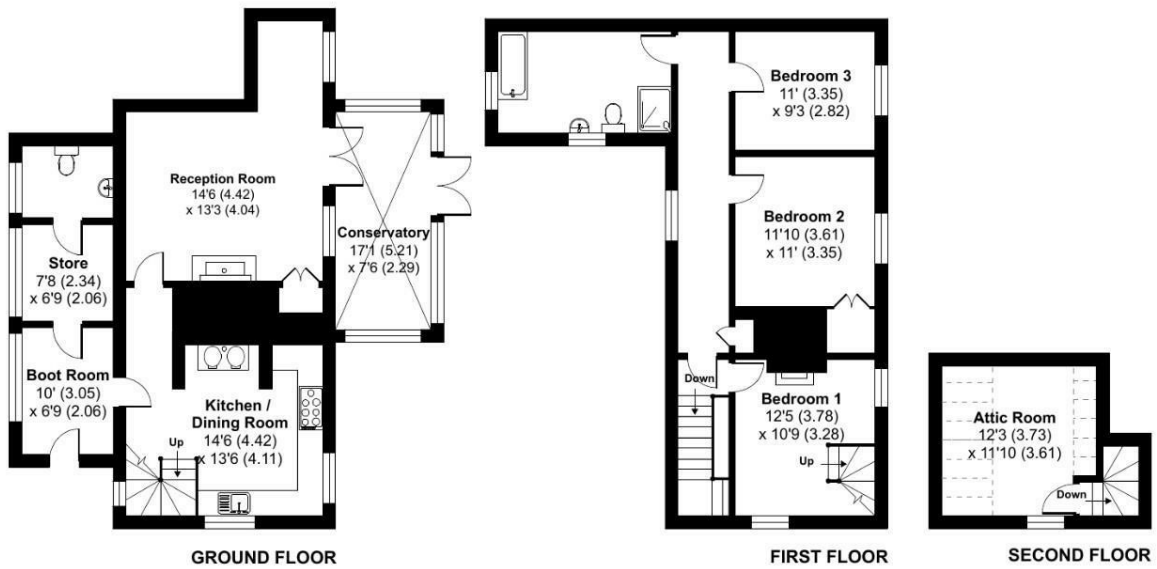 Reception Room
14'6 (4.42)
x 13'3 (4.04)
Conservatory
17'1 (5.21)
x 7'6 (2.29)
Store
7'8 (2.34)
x 6'9 (2.06)
Boot Room
10' (3.05)
x 6'9 (2.06)
Kitchen /
Dining Room
14'6 (4.42)
x 13'6 (4.11)
Up
GROUND FLOOR
Bedroom 3
11' (3.35)
x 9'3 (2.82)
Bedroom 2
11'10 (3.61)
x 11' (3.35)
Down
Bedroom 1
12'5 (3.78)
x 10'9 (3.28)
Up
FIRST FLOOR
Attic Room
12'3 (3.73)
x 11'10 (3.61)
Down
SECOND FLOOR